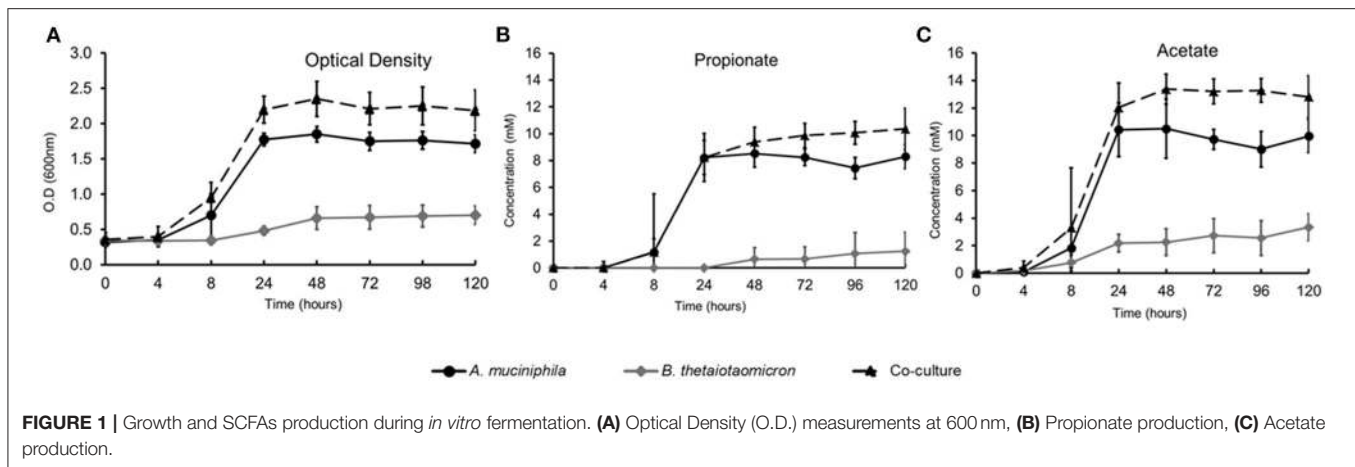 A
Optical Density
3.0
2.5
2.0
1.5
1.0
0.5
0.0
O.D (600nm)
0 4 8 24 48 72 98 120
Time (hours)
B
Propionate
16
14
12
10
8
6
4
2
0
Concentration (mM)
0 4 8 24 48 72 96 120
Time (hours)
C
Acetate
16
14
12
10
8
6
4
2
0
Concentration (mM)
0 4 8 24 48 72 96 120
Time (hours)
A. muciniphila B. thetaiotaomicron Co-culture
FIGURE 1 | Growth and SCFAs production during in vitro fermentation. (A) Optical Density (O.D.) measurements at 600 nm, (B) Propionate production, (C) Acetate
production.